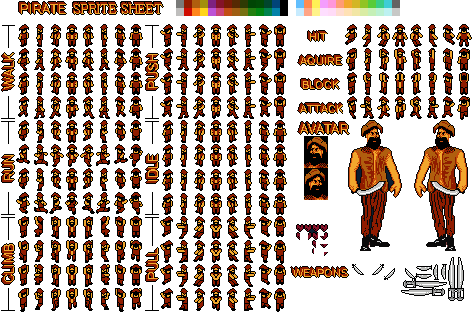 PIRATE SPRITE SHEET
WALK
RUN
CLIMB
PUSH
IDLE
PULL
HIT
AQUIRE
BLOCK
ATTACK
AVATAR
WEAPONS